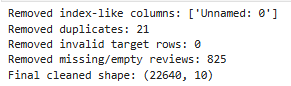 Removed index-like columns: ['Unnamed: 0']
Removed duplicates: 21
Removed invalid target rows: 0
Removed missing/empty reviews: 825
Final cleaned shape: (22640, 10)